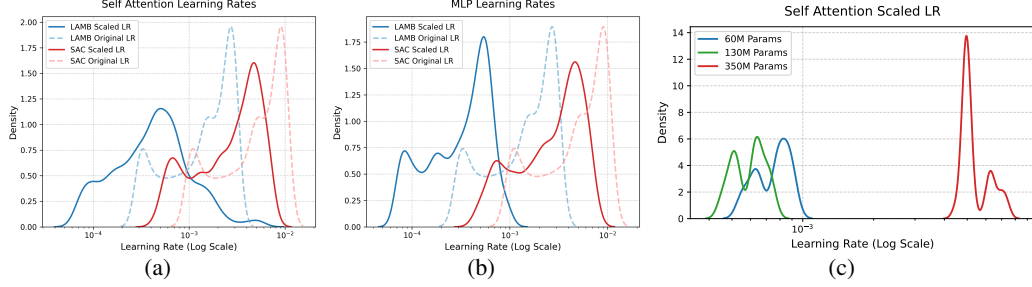 Self Attention Learning Rates
LAMB Scaled LR
LAMB Original LR
SAC Scaled LR
SAC Original LR
2.00
1.75
1.50
1.25
1.00
0.75
0.50
0.25
0.00
Density
10⁻⁴
10⁻³
10⁻²
Learning Rate (Log Scale)
(a)
MLP Learning Rates
LAMB Scaled LR
LAMB Original LR
SAC Scaled LR
SAC Original LR
1.75
1.50
1.25
1.00
0.75
0.50
0.25
0.00
Density
10⁻⁴
10⁻³
10⁻²
Learning Rate (Log Scale)
(b)
Self Attention Scaled LR
60M Params
130M Params
350M Params
14
12
10
8
6
4
2
0
Density
10⁻³
Learning Rate (Log Scale)
(c)